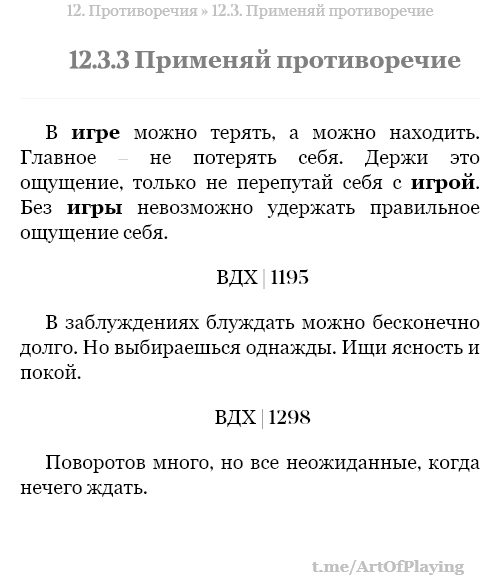 12. Противоречия » 12.3. Применяй противоречие
12.3.3 Применяй противоречие
В игре можно терять, а можно находить.
Главное – не потерять себя. Держи это
ощущение, только не перепутай себя с игрой.
Без игры невозможно удержать правильное
ощущение себя.
ВДХ | 1195
В заблуждениях блуждать можно бесконечно
долго. Но выбираешься однажды. Ищи ясность и
покой.
ВДХ | 1298
Поворотов много, но все неожиданные, когда
нечего ждать.
t.me/ArtOfPlaying